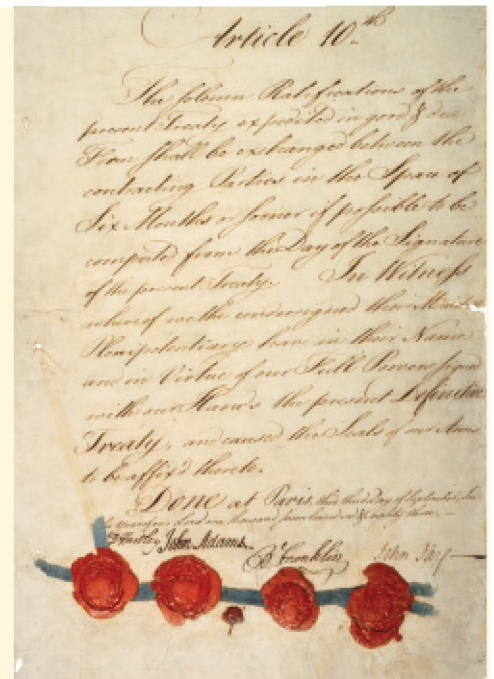 Article 10.th
The solemn Ratifications of the
present Treaty expedited in good & due
Form shall be exchanged between the
contracting Parties in the Space of
Six Months or sooner if possible to be
computed from the Day of the Signature
of the present Treaty. In Witness
whereof we the undersigned their Ministers
Plenipotentiary have in their Name
and in Virtue of our Full Powers signed
with our Hands the present Definitive
Treaty, and caused the Seals of our Arms
to be affix'd thereto.
Done at Paris, this third Day of September, In
the Year of our Lord one thousand seven hundred & eighty three.—
D Hartley John Adams. B Franklin John Jay—